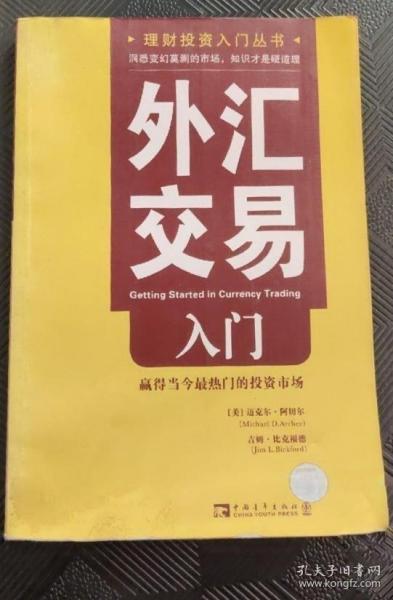 ▸ 理财投资入门丛书 ◂
洞悉变幻莫测的市场，知识才是硬道理
外汇
交易
Getting Started in Currency Trading
入门
赢得当今最热门的投资市场
[美] 迈克尔·阿切尔
(Michael D.Archer)
吉姆·比克福德
(Jim L.Bickford)
中国青年出版社
CHINA YOUTH PRESS
孔夫子旧书网
www.kongfz.com